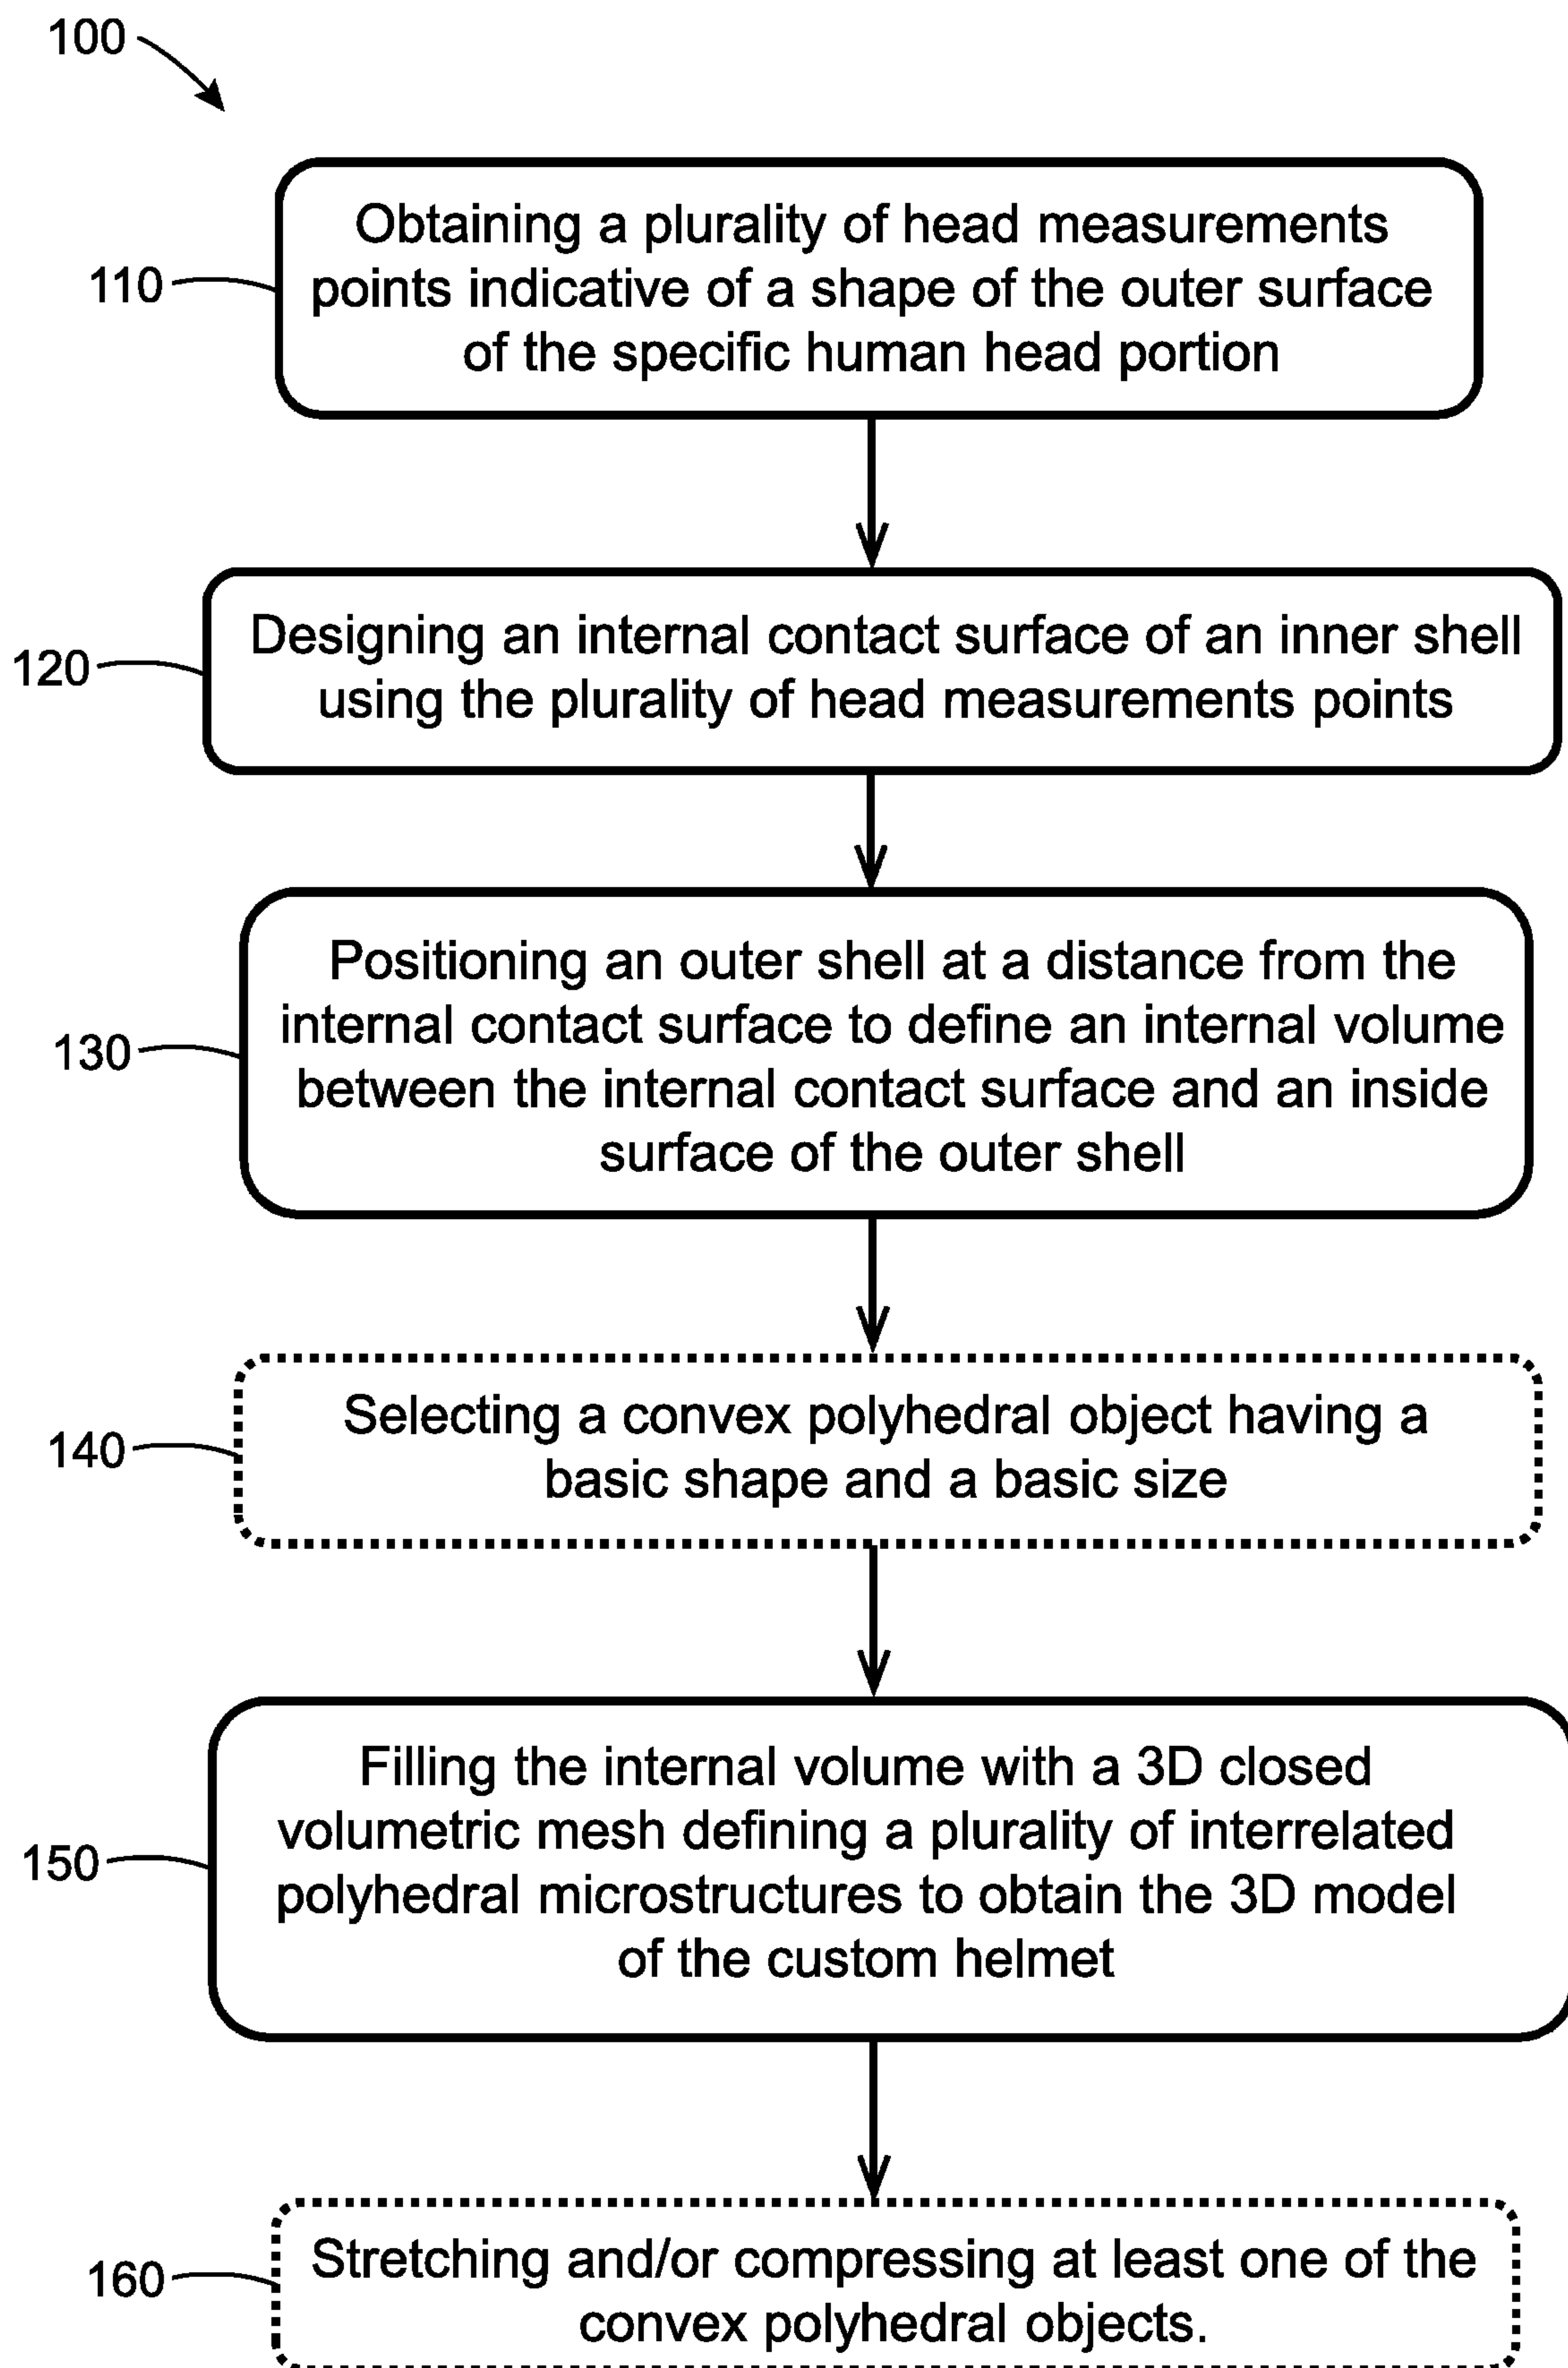 100
110
Obtaining a plurality of head measurements
points indicative of a shape of the outer surface
of the specific human head portion
120
Designing an internal contact surface of an inner shell
using the plurality of head measurements points
130
Positioning an outer shell at a distance from the
internal contact surface to define an internal volume
between the internal contact surface and an inside
surface of the outer shell
140
Selecting a convex polyhedral object having a
basic shape and a basic size
150
Filling the internal volume with a 3D closed
volumetric mesh defining a plurality of interrelated
polyhedral microstructures to obtain the 3D model
of the custom helmet
160
Stretching and/or compressing at least one of the
convex polyhedral objects.